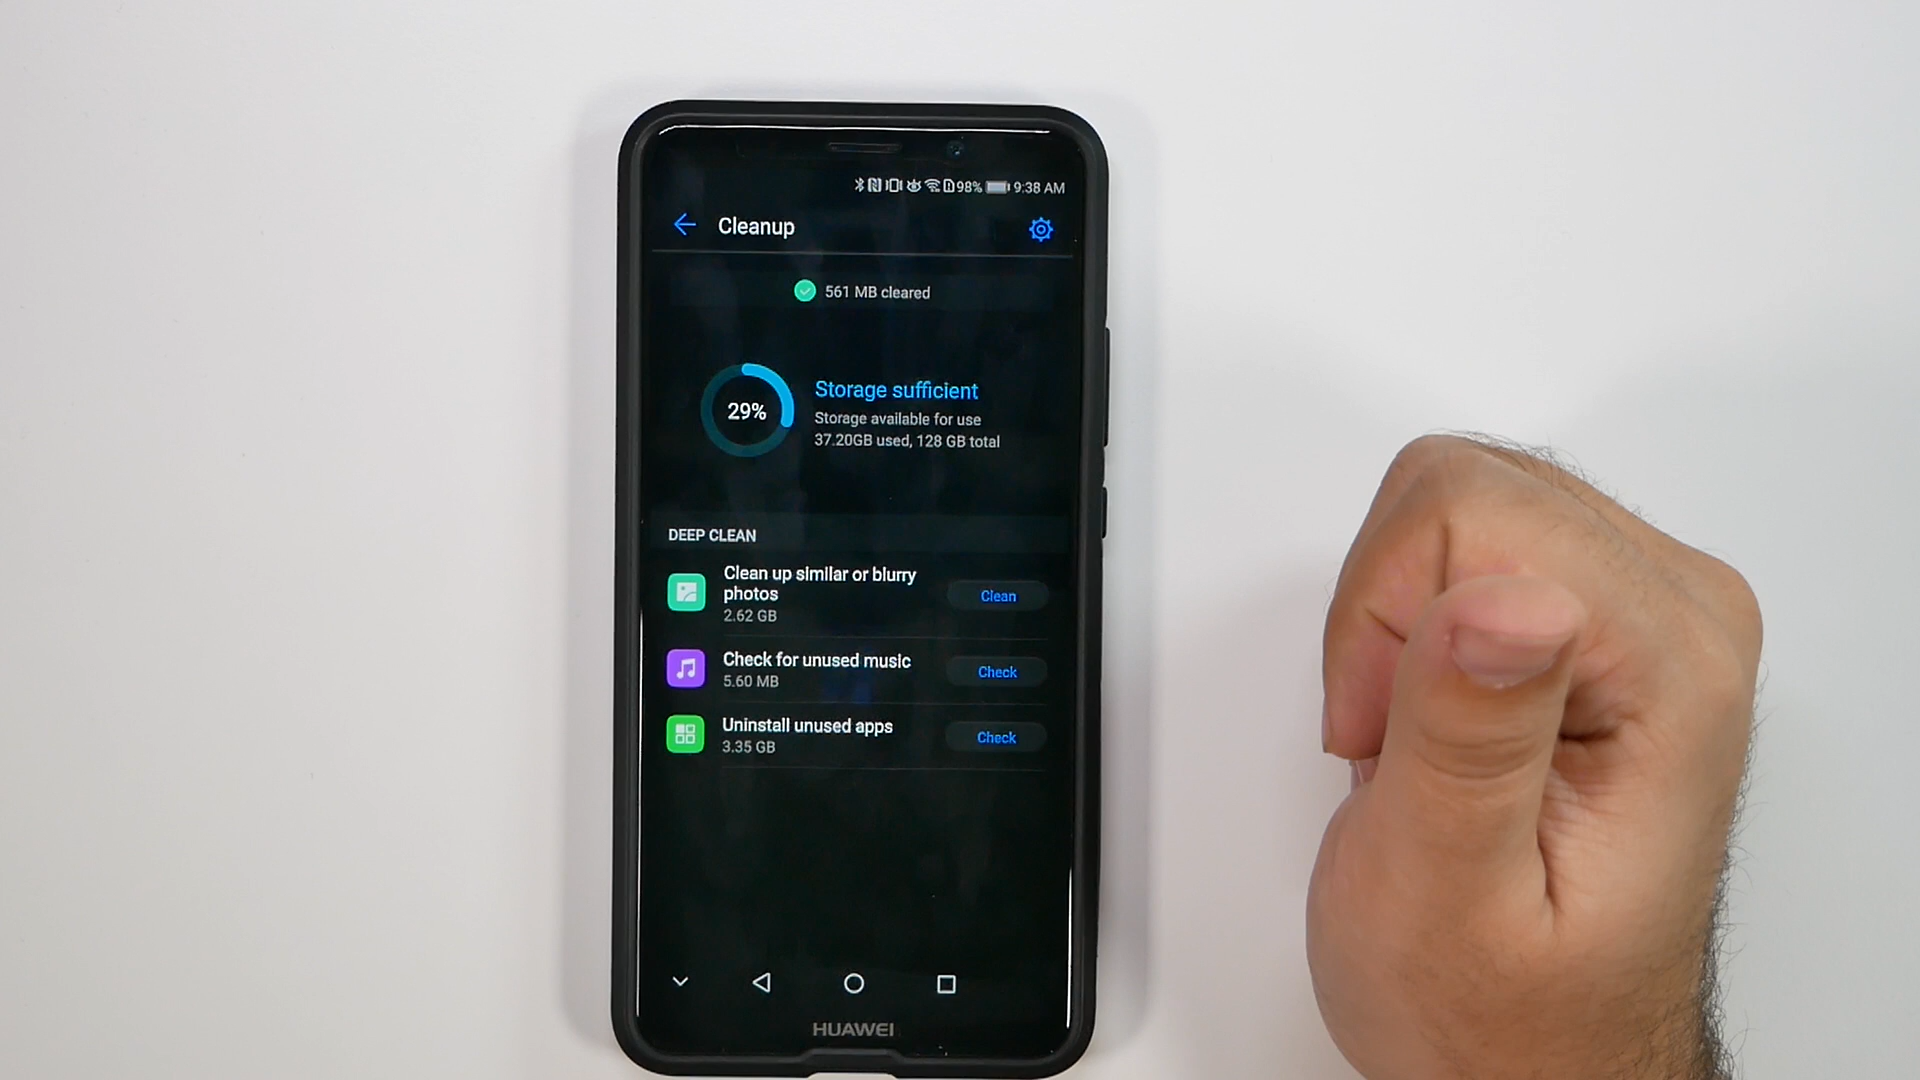 98% 9:38 AM
Cleanup
561 MB cleared
29%
Storage sufficient
Storage available for use
37.20GB used, 128 GB total
DEEP CLEAN
Clean up similar or blurry
photos
2.62 GB
Clean
Check for unused music
5.60 MB
Check
Uninstall unused apps
3.35 GB
Check
HUAWEI